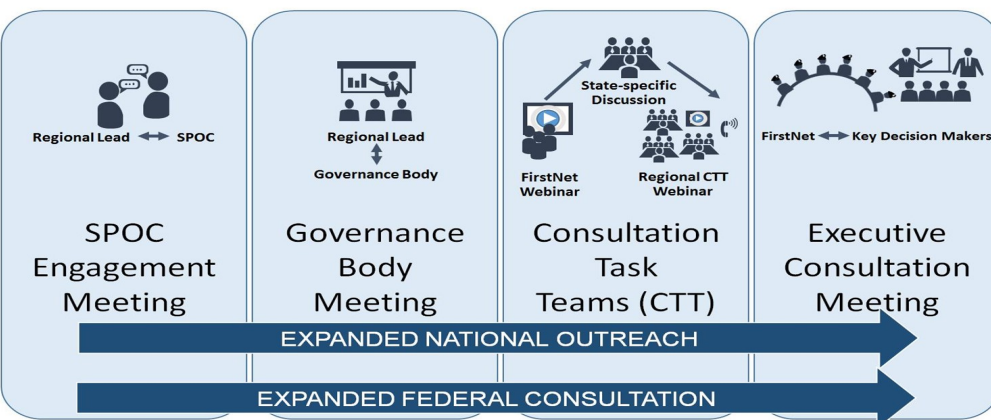 Regional Lead
SPOC
SPOC
Engagement
Meeting
Regional Lead
Governance Body
Governance
Body
Meeting
State-specific
Discussion
FirstNet
Webinar
Regional CTT
Webinar
Consultation
Task
Teams (CTT)
FirstNet
Key Decision Makers
Executive
Consultation
Meeting
EXPANDED NATIONAL OUTREACH
EXPANDED FEDERAL CONSULTATION